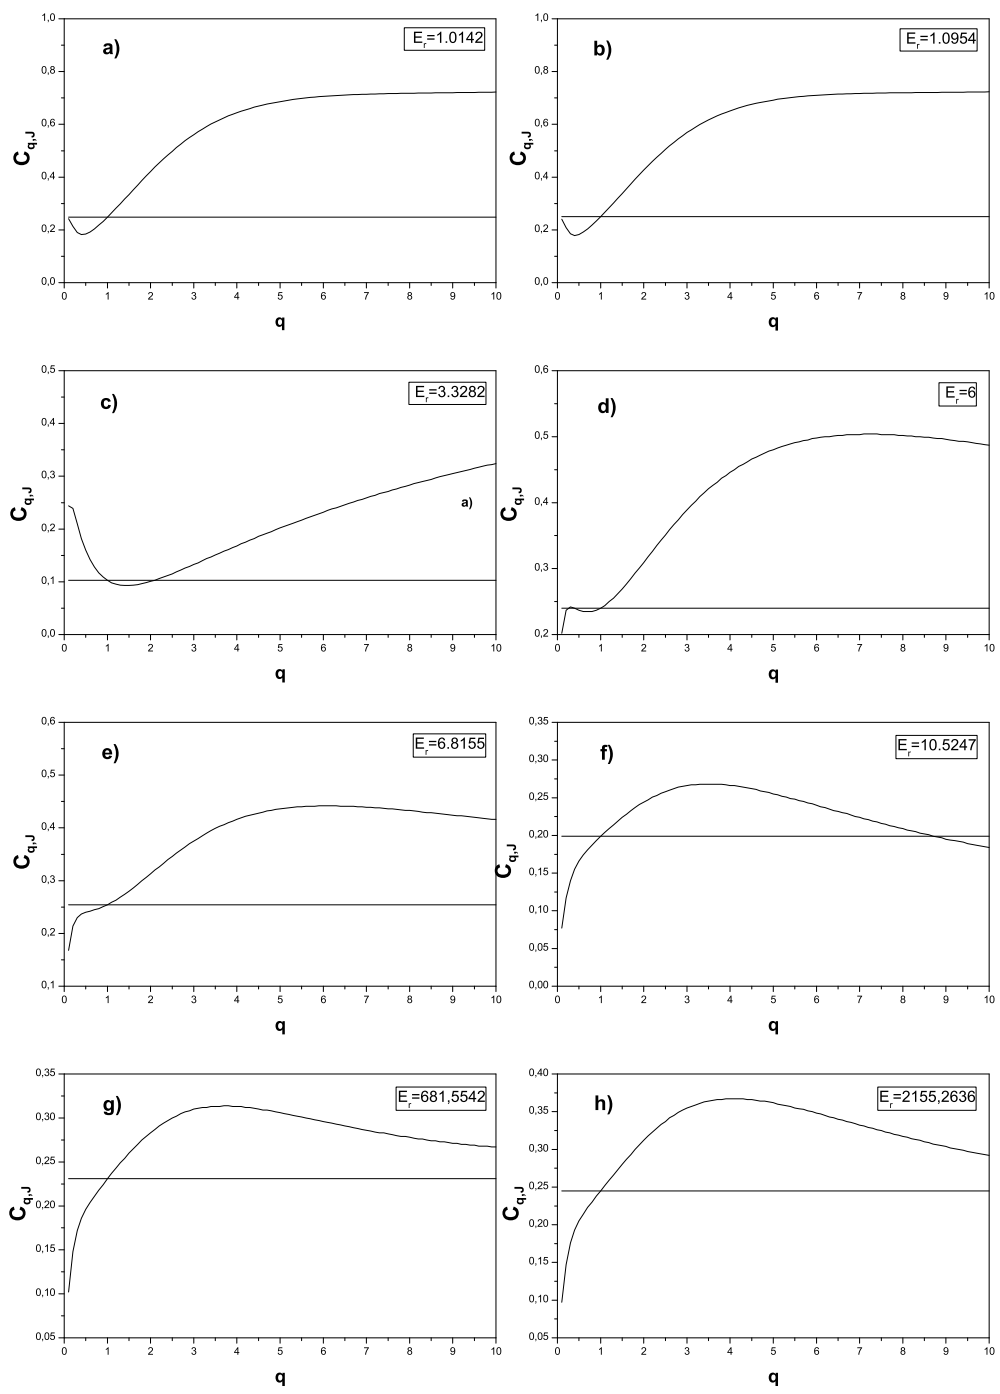 a)
E_r=1.0142
1,0
0,8
0,6
0,4
0,2
0,0
C_q,J
0 1 2 3 4 5 6 7 8 9 10
q
b)
E_r=1.0954
1,0
0,8
0,6
0,4
0,2
0,0
C_q,J
0 1 2 3 4 5 6 7 8 9 10
q
c)
E_r=3.3282
0,5
0,4
0,3
0,2
0,1
0,0
C_q,J
a)
0 1 2 3 4 5 6 7 8 9 10
q
d)
E_r=6
0,6
0,5
0,4
0,3
0,2
C_q,J
0 1 2 3 4 5 6 7 8 9 10
q
e)
E_r=6.8155
0,6
0,5
0,4
0,3
0,2
0,1
C_q,J
0 1 2 3 4 5 6 7 8 9 10
q
f)
E_r=10.5247
0,35
0,30
0,25
0,20
0,15
0,10
0,05
0,00
C_q,J
0 1 2 3 4 5 6 7 8 9 10
q
g)
E_r=681,5542
0,35
0,30
0,25
0,20
0,15
0,10
0,05
C_q,J
0 1 2 3 4 5 6 7 8 9 10
q
h)
E_r=2155,2636
0,40
0,35
0,30
0,25
0,20
0,15
0,10
0,05
C_q,J
0 1 2 3 4 5 6 7 8 9 10
q